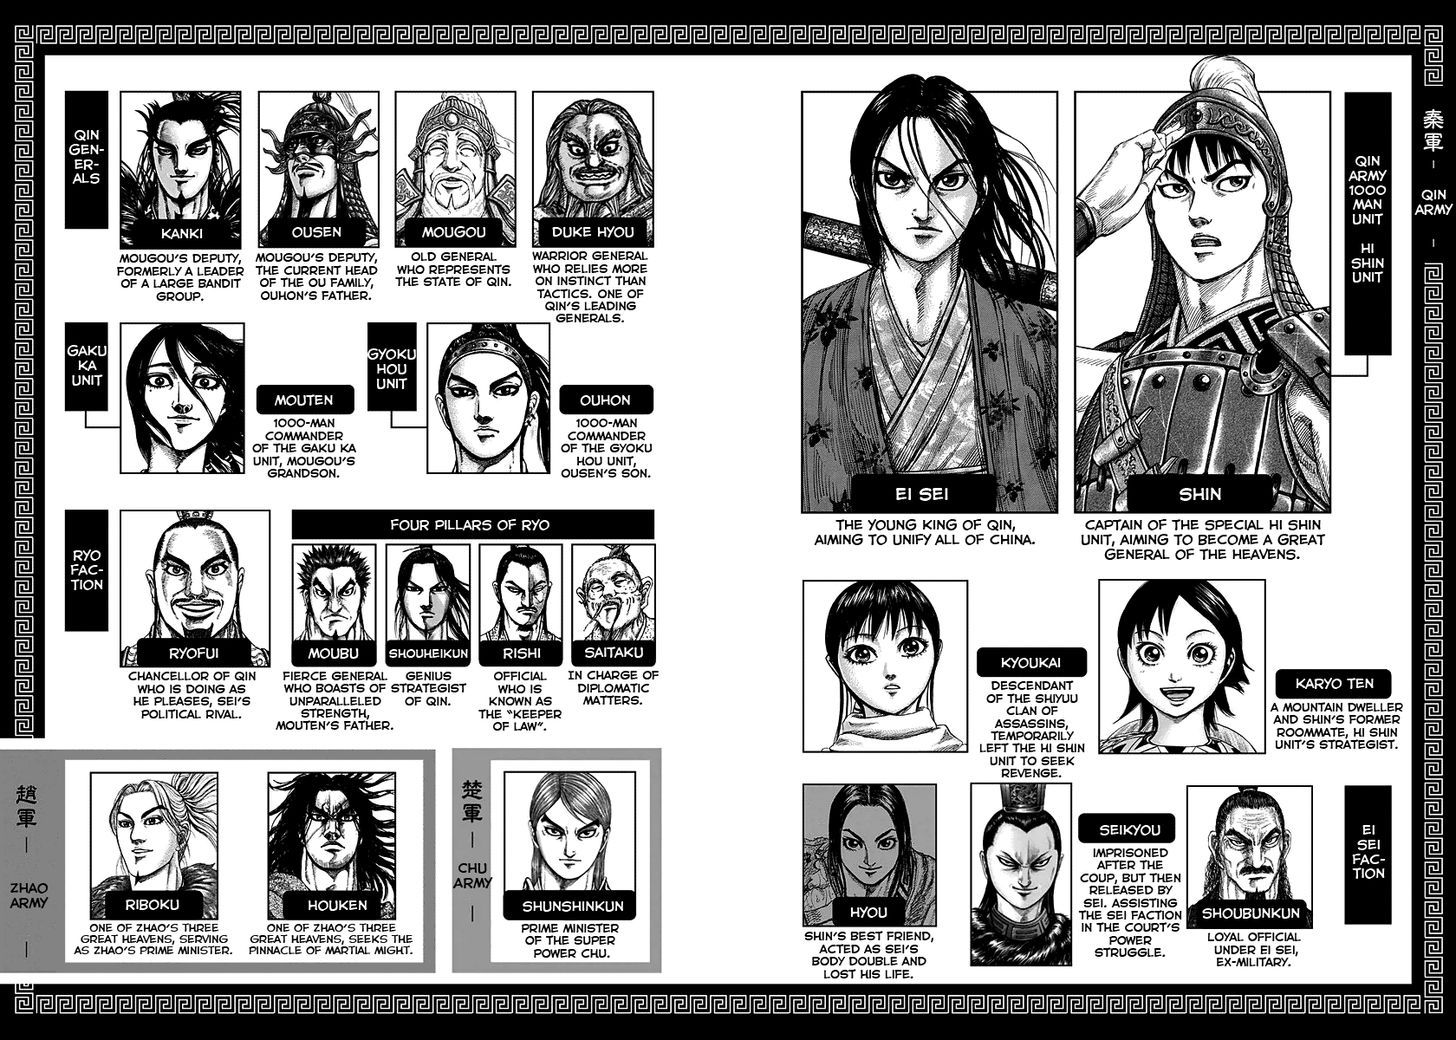 秦軍
QIN
ARMY
QIN
ARMY
1000
MAN
UNIT
HI
SHIN
UNIT
SHIN
CAPTAIN OF THE SPECIAL HI SHIN
UNIT, AIMING TO BECOME A GREAT
GENERAL OF THE HEAVENS.
EI SEI
THE YOUNG KING OF QIN,
AIMING TO UNIFY ALL OF CHINA.
KARYO TEN
A MOUNTAIN DWELLER
AND SHIN'S FORMER
ROOMMATE, HI SHIN
UNIT'S STRATEGIST.
KYOUKAI
DESCENDANT
OF THE SHIYUU
CLAN OF
ASSASSINS,
TEMPORARILY
LEFT THE HI SHIN
UNIT TO SEEK
REVENGE.
EI
SEI
FAC-
TION
SHOUBUNKUN
LOYAL OFFICIAL
UNDER EI SEI,
EX-MILITARY.
SEIKYOU
IMPRISONED
AFTER THE
COUP, BUT THEN
RELEASED BY
SEI. ASSISTING
THE SEI FACTION
IN THE COURT'S
POWER
STRUGGLE.
HYOU
SHIN'S BEST FRIEND,
ACTED AS SEI'S
BODY DOUBLE AND
LOST HIS LIFE.
QIN
GEN-
ER-
ALS
KANKI
MOUGOU'S DEPUTY,
FORMERLY A LEADER
OF A LARGE BANDIT
GROUP.
OUSEN
MOUGOU'S DEPUTY,
THE CURRENT HEAD
OF THE OU FAMILY,
OUHON'S FATHER.
MOUGOU
OLD GENERAL
WHO REPRESENTS
THE STATE OF QIN.
DUKE HYOU
WARRIOR GENERAL
WHO RELIES MORE
ON INSTINCT THAN
TACTICS. ONE OF
QIN'S LEADING
GENERALS.
GAKU
KA
UNIT
MOUTEN
1000-MAN
COMMANDER
OF THE GAKU KA
UNIT, MOUGOU'S
GRANDSON.
GYOKU
HOU
UNIT
OUHON
1000-MAN
COMMANDER
OF THE GYOKU
HOU UNIT,
OUSEN'S SON.
RYO
FAC-
TION
RYOFUI
CHANCELLOR OF QIN
WHO IS DOING AS
HE PLEASES, SEI'S
POLITICAL RIVAL.
FOUR PILLARS OF RYO
MOUBU
FIERCE GENERAL
WHO BOASTS OF
UNPARALLELED
STRENGTH,
MOUTEN'S FATHER.
SHOUHEIKUN
GENIUS
STRATEGIST
OF QIN.
RISHI
OFFICIAL
WHO IS
KNOWN AS
THE "KEEPER
OF LAW".
SAITAKU
IN CHARGE OF
DIPLOMATIC
MATTERS.
趙軍
ZHAO
ARMY
RIBOKU
ONE OF ZHAO'S THREE
GREAT HEAVENS, SERVING
AS ZHAO'S PRIME MINISTER.
HOUKEN
ONE OF ZHAO'S THREE
GREAT HEAVENS, SEEKS THE
PINNACLE OF MARTIAL MIGHT.
楚軍
CHU
ARMY
SHUNSHINKUN
PRIME MINISTER
OF THE SUPER
POWER CHU.